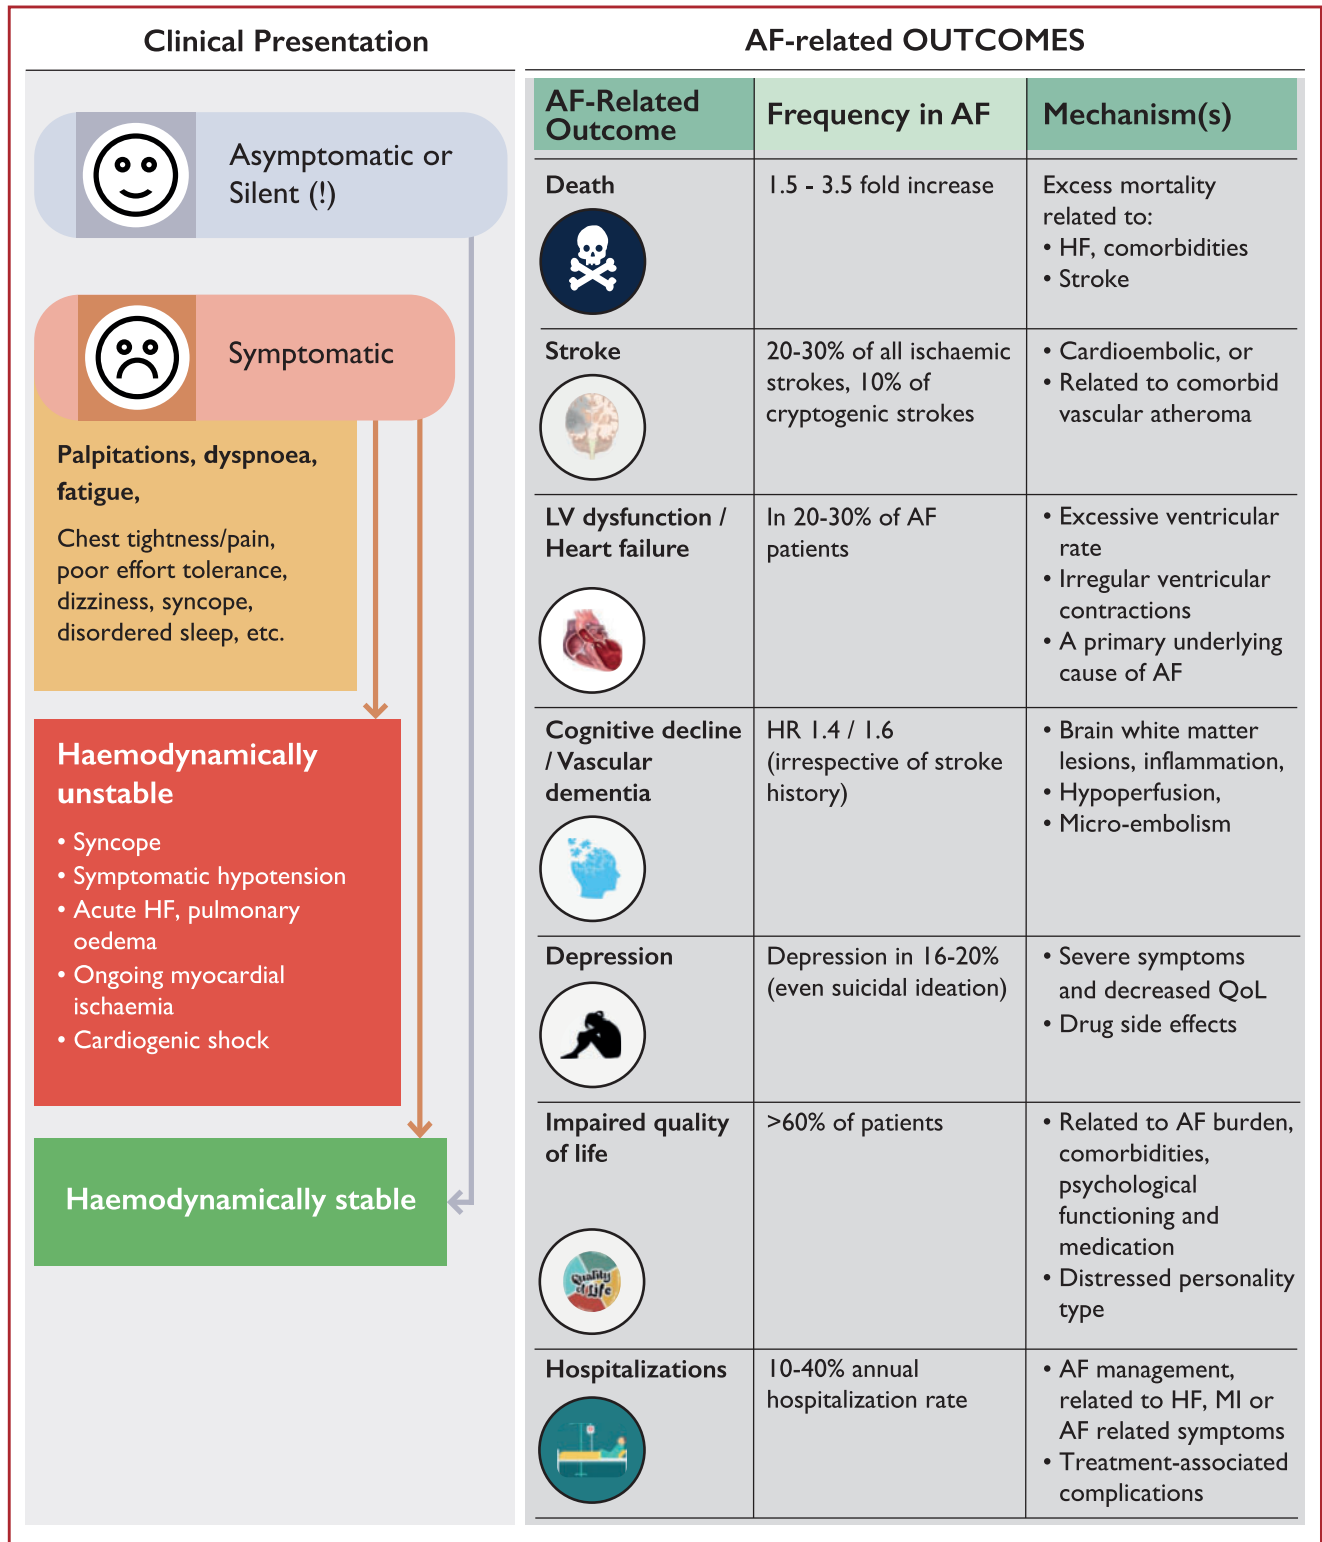 Clinical Presentation
Asymptomatic or
Silent (!)
Symptomatic
Palpitations, dyspnoea,
fatigue,
Chest tightness/pain,
poor effort tolerance,
dizziness, syncope,
disordered sleep, etc.
Haemodynamically
unstable
• Syncope
• Symptomatic hypotension
• Acute HF, pulmonary
oedema
• Ongoing myocardial
ischaemia
• Cardiogenic shock
Haemodynamically stable
AF-related OUTCOMES
AF-Related
Outcome
Frequency in AF
Mechanism(s)
Death
1.5 - 3.5 fold increase
Excess mortality
related to:
• HF, comorbidities
• Stroke
Stroke
20-30% of all ischaemic
strokes, 10% of
cryptogenic strokes
• Cardioembolic, or
• Related to comorbid
vascular atheroma
LV dysfunction /
Heart failure
In 20-30% of AF
patients
• Excessive ventricular
rate
• Irregular ventricular
contractions
• A primary underlying
cause of AF
Cognitive decline
/ Vascular
dementia
HR 1.4 / 1.6
(irrespective of stroke
history)
• Brain white matter
lesions, inflammation,
• Hypoperfusion,
• Micro-embolism
Depression
Depression in 16-20%
(even suicidal ideation)
• Severe symptoms
and decreased QoL
• Drug side effects
Impaired quality
of life
Quality
of Life
>60% of patients
• Related to AF burden,
comorbidities,
psychological
functioning and
medication
• Distressed personality
type
Hospitalizations
10-40% annual
hospitalization rate
• AF management,
related to HF, MI or
AF related symptoms
• Treatment-associated
complications